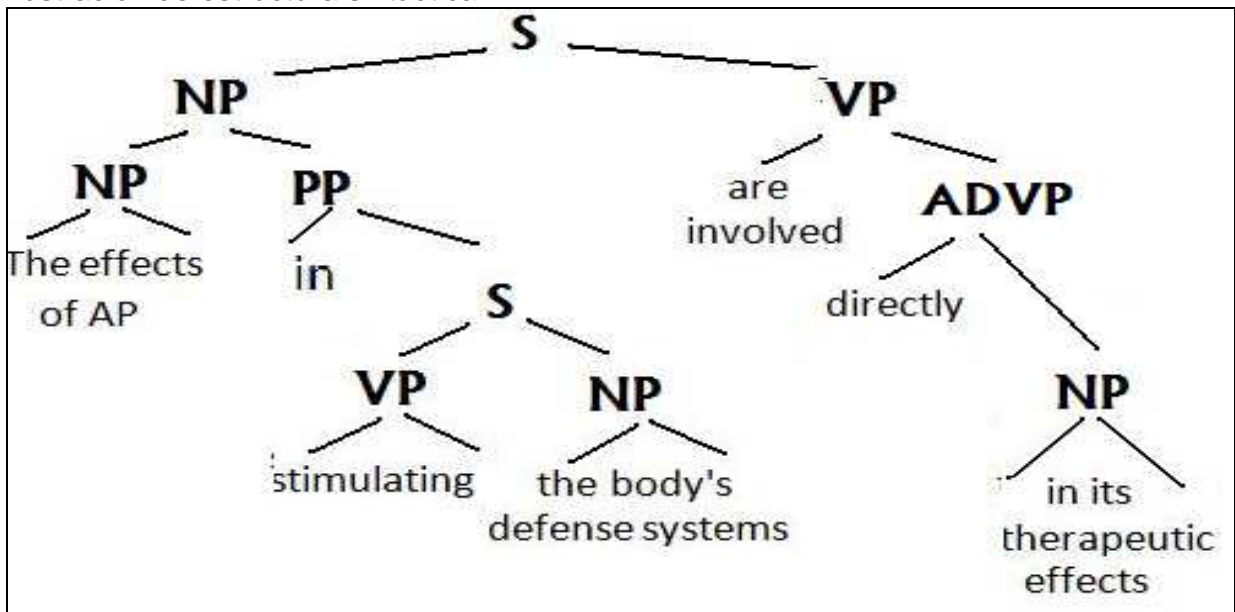 S
NP
VP
NP
PP
are
involved
ADVP
The effects
of AP
in
S
directly
VP
NP
NP
stimulating
the body's
defense systems
in its
therapeutic
effects